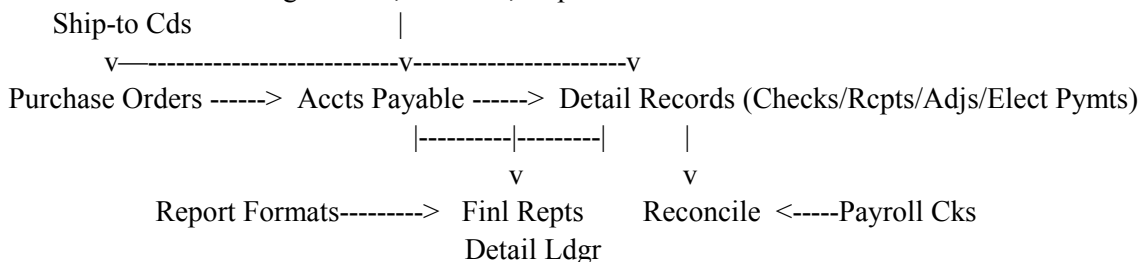 Ship-to Cds |
v—---------------------------v-----------------------v
Purchase Orders ------> Accts Payable ------> Detail Records (Checks/Rcpts/Adjs/Elect Pymts)
|----------|---------| |
v v
Report Formats---------> Finl Repts Reconcile <-----Payroll Cks
Detail Ldgr